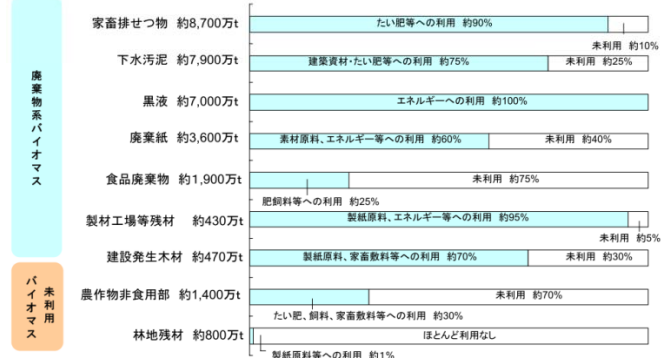 廃棄物系バイオマス
家畜排せつ物 約8,700万t
たい肥等への利用 約90%
未利用 約10%
下水汚泥 約7,900万t
建築資材・たい肥等への利用 約75%
未利用 約25%
黒液 約7,000万t
エネルギーへの利用 約100%
廃棄紙 約3,600万t
素材原料、エネルギー等への利用 約60%
未利用 約40%
食品廃棄物 約1,900万t
未利用 約75%
肥飼料等への利用 約25%
製材工場等残材 約430万t
製紙原料、エネルギー等への利用 約95%
未利用 約5%
建設発生木材 約470万t
製紙原料、家畜敷料等への利用 約70%
未利用 約30%
未利用
バイオマス
農作物非食用部 約1,400万t
未利用 約70%
たい肥、飼料、家畜敷料等への利用 約30%
林地残材 約800万t
ほとんど利用なし
製紙原料等への利用 約1%